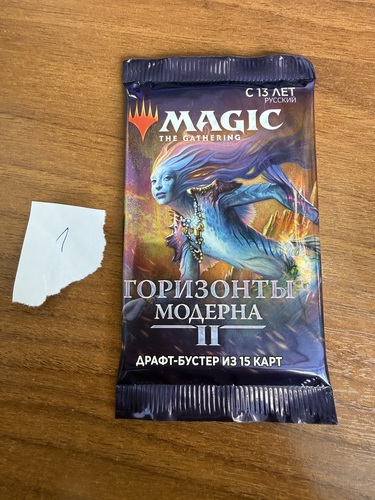 С 13 ЛЕТ
РУССКИЙ
MAGIC
THE GATHERING
1
ГОРИЗОНТЫ
МОДЕРНА
II
ДРАФТ-БУСТЕР ИЗ 15 КАРТ